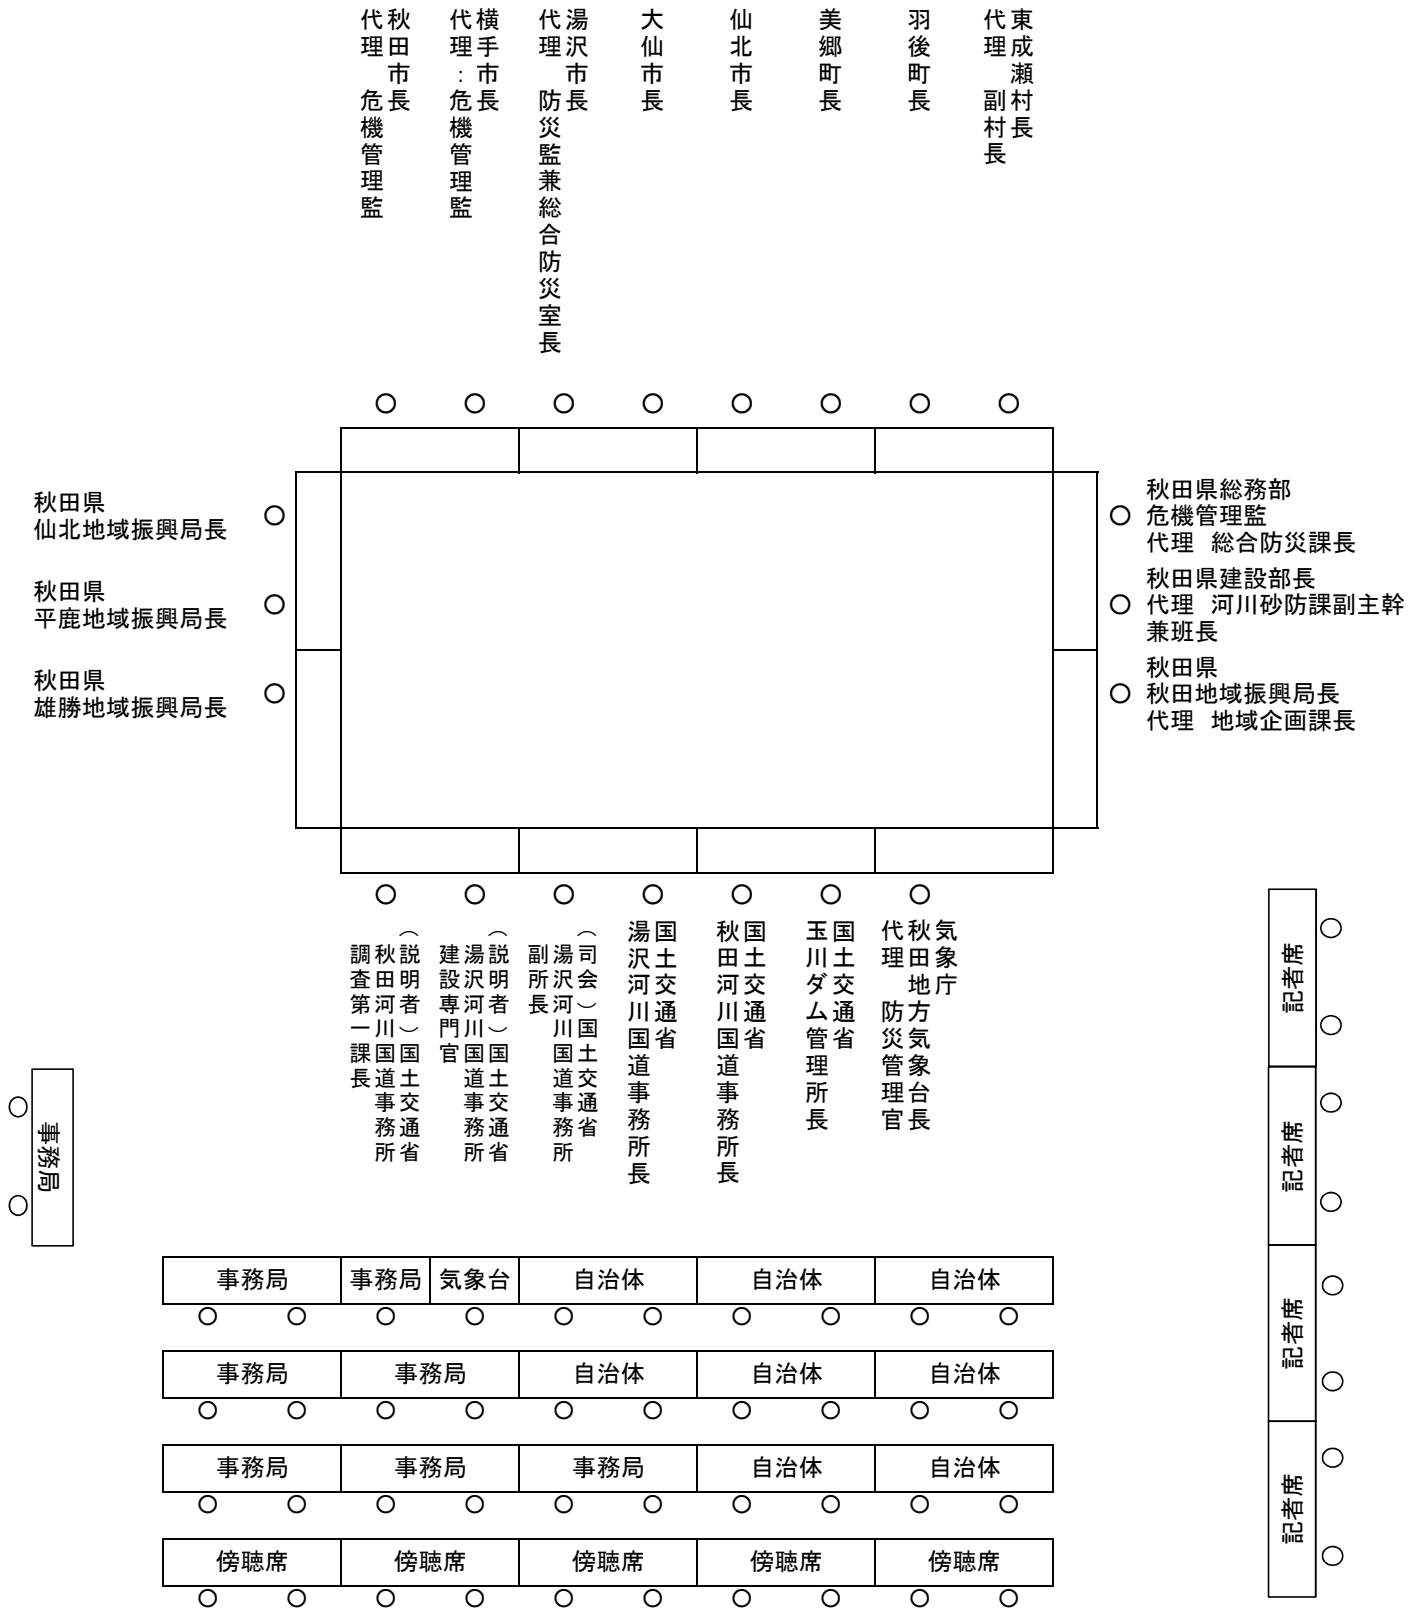 秋田市長
代理　危機管理監
横手市長
代理：危機管理監
湯沢市長
代理　防災監兼総合防災室長
大仙市長
仙北市長
美郷町長
羽後町長
東成瀬村長
代理　副村長
秋田県
仙北地域振興局長
秋田県
平鹿地域振興局長
秋田県
雄勝地域振興局長
秋田県総務部
危機管理監
代理　総合防災課長
秋田県建設部長
代理　河川砂防課副主幹
兼班長
秋田県
秋田地域振興局長
代理　地域企画課長
（説明者）国土交通省
秋田河川国道事務所
調査第一課長
（説明者）国土交通省
湯沢河川国道事務所
建設専門官
（司会）国土交通省
湯沢河川国道事務所
副所長
国土交通省
湯沢河川国道事務所長
国土交通省
秋田河川国道事務所長
国土交通省
玉川ダム管理所長
気象庁
秋田地方気象台長
代理　防災管理官
記者席
記者席
記者席
記者席
事務局
事務局 事務局 気象台 自治体 自治体 自治体
事務局 事務局 自治体 自治体 自治体
事務局 事務局 事務局 自治体 自治体
傍聴席 傍聴席 傍聴席 傍聴席 傍聴席